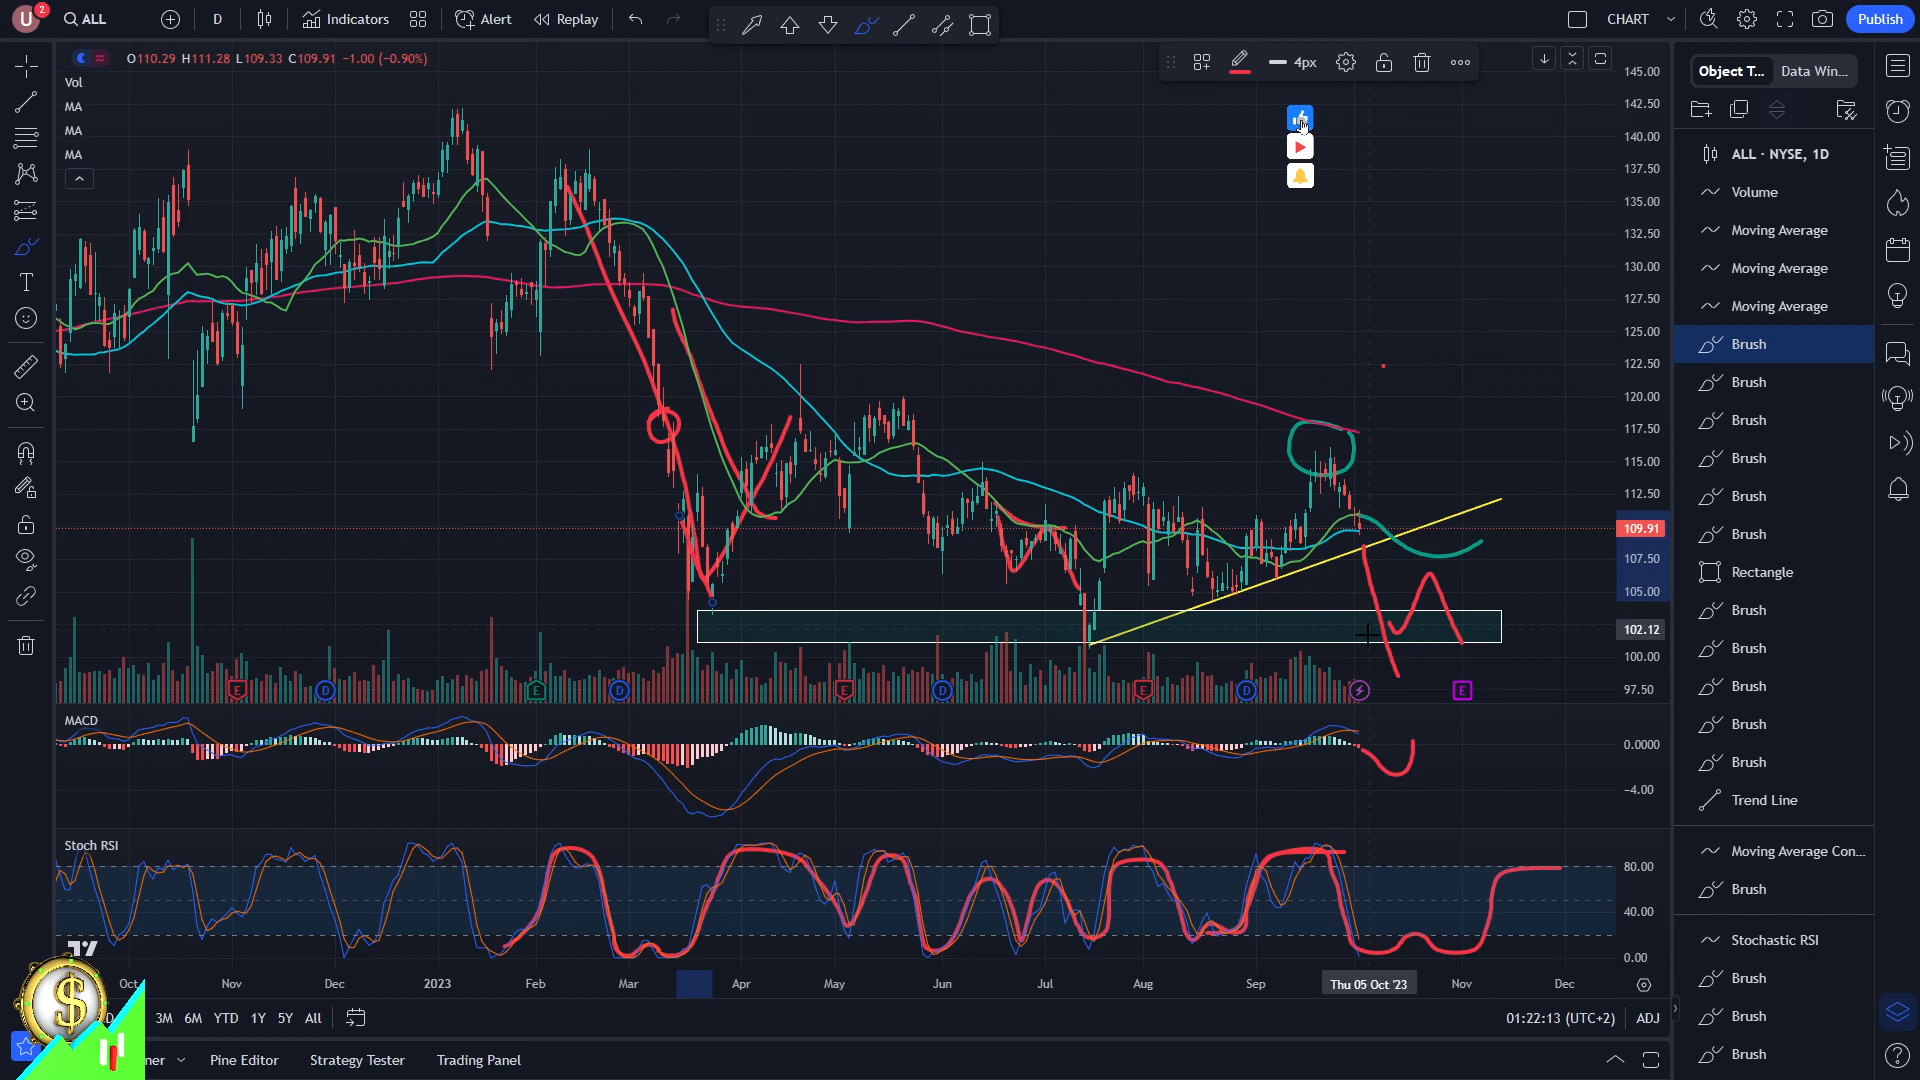 U 2 ALL D Indicators Alert Replay CHART Publish
O110.29 H111.28 L109.33 C109.91 −1.00 (−0.90%)
4px
Object T... Data Win...
Vol
MA
MA
MA
145.00
142.50
140.00
137.50
135.00
132.50
130.00
127.50
125.00
122.50
120.00
117.50
115.00
112.50
109.91
107.50
105.00
102.12
100.00
97.50
E D E D E D E D E
MACD
0.0000
−4.00
Stoch RSI
80.00
40.00
0.00
Oct Nov Dec 2023 Feb Mar Apr May Jun Jul Aug Sep Thu 05 Oct '23 Nov Dec
3M 6M YTD 1Y 5Y All
01:22:13 (UTC+2) ADJ
ner Pine Editor Strategy Tester Trading Panel
ALL · NYSE, 1D
Volume
Moving Average
Moving Average
Moving Average
Brush
Brush
Brush
Brush
Brush
Brush
Rectangle
Brush
Brush
Brush
Brush
Brush
Trend Line
Moving Average Con...
Brush
Stochastic RSI
Brush
Brush
Brush
$